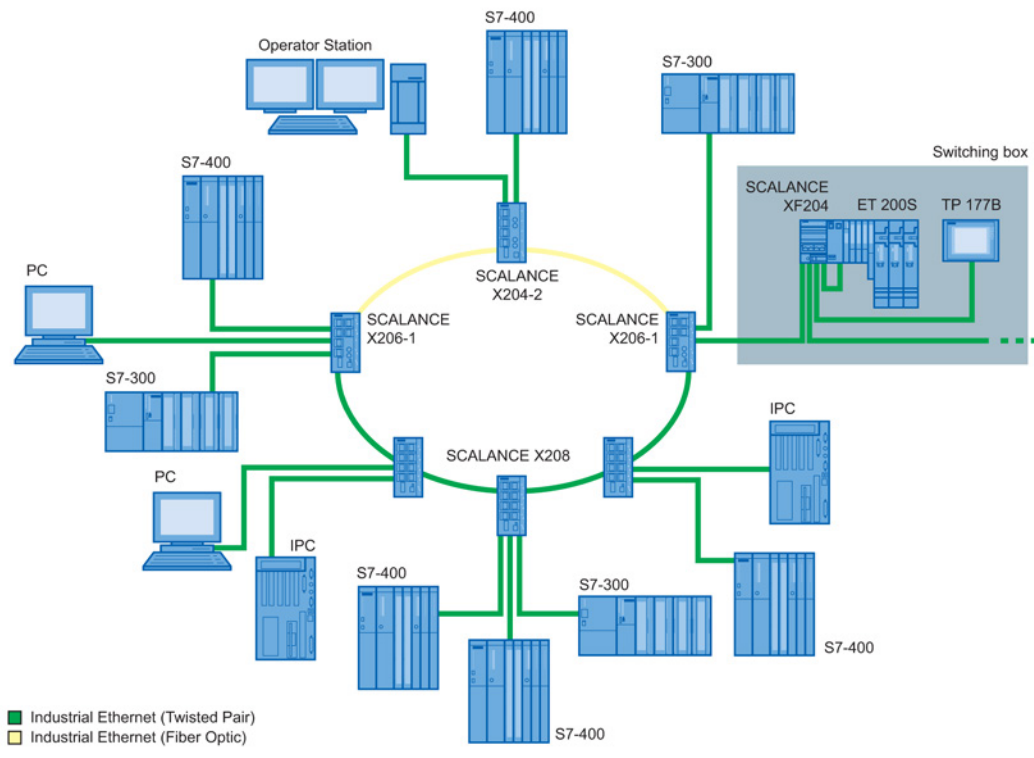 S7-400
Operator Station
S7-300
Switching box
S7-400
SCALANCE
XF204
ET 200S
TP 177B
PC
SCALANCE
X204-2
SCALANCE
X206-1
SCALANCE
X206-1
S7-300
IPC
SCALANCE X208
PC
IPC
S7-400
S7-300
S7-400
S7-400
Industrial Ethernet (Twisted Pair)
Industrial Ethernet (Fiber Optic)